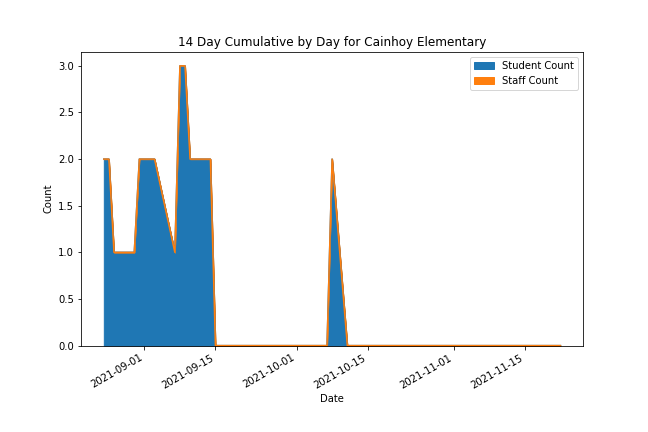 14 Day Cumulative by Day for Cainhoy Elementary
Student Count
Staff Count
3.0
2.5
2.0
1.5
1.0
0.5
0.0
Count
2021-09-01
2021-09-15
2021-10-01
2021-10-15
2021-11-01
2021-11-15
Date